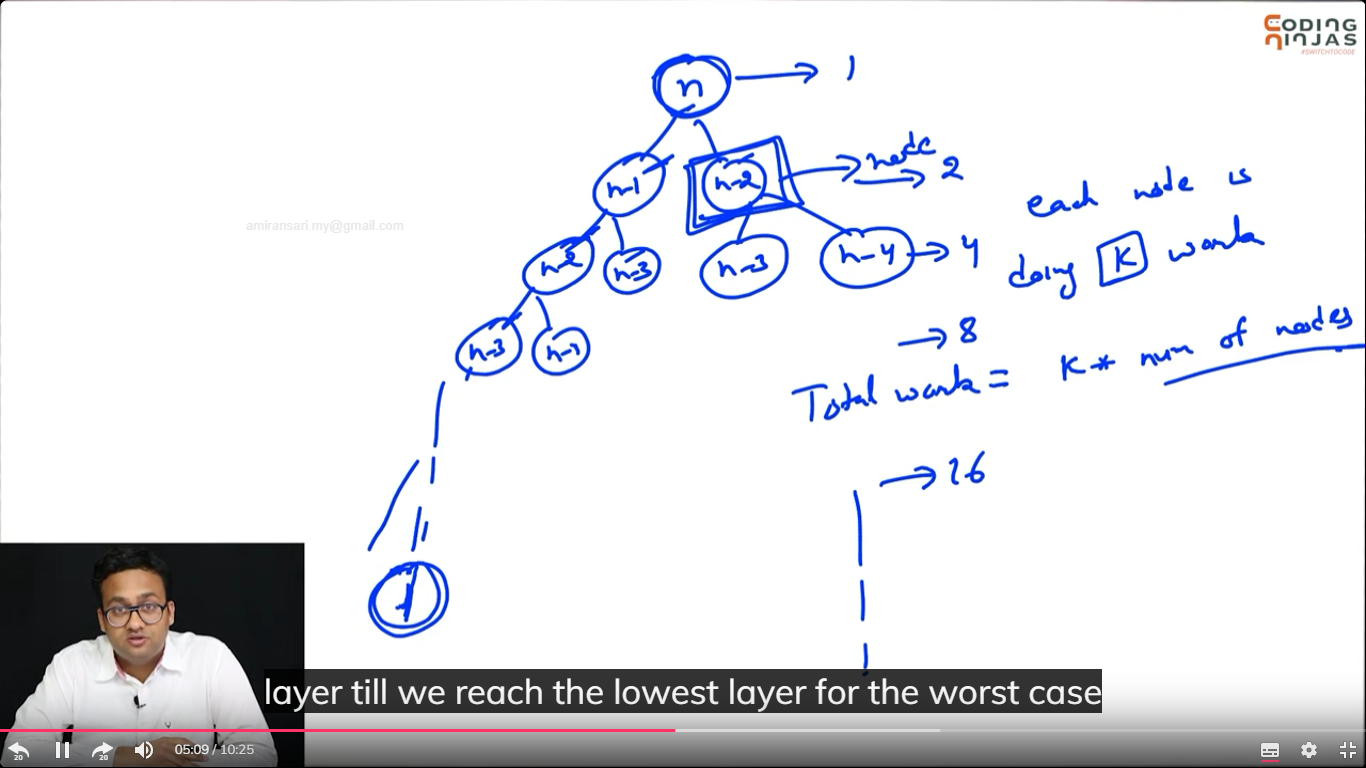 CODING
NINJAS
#SWITCHTOCODE
n → 1
n-1 n-2 → node
→ 2
each node is
amiransari.my@gmail.com
n-2 n-3 n-3 n-4 → 4
doing K work
n-3
→ 8
K * num of nodes
Total work =
→ 16
1
layer till we reach the lowest layer for the worst case
20 20 05:09 / 10:25